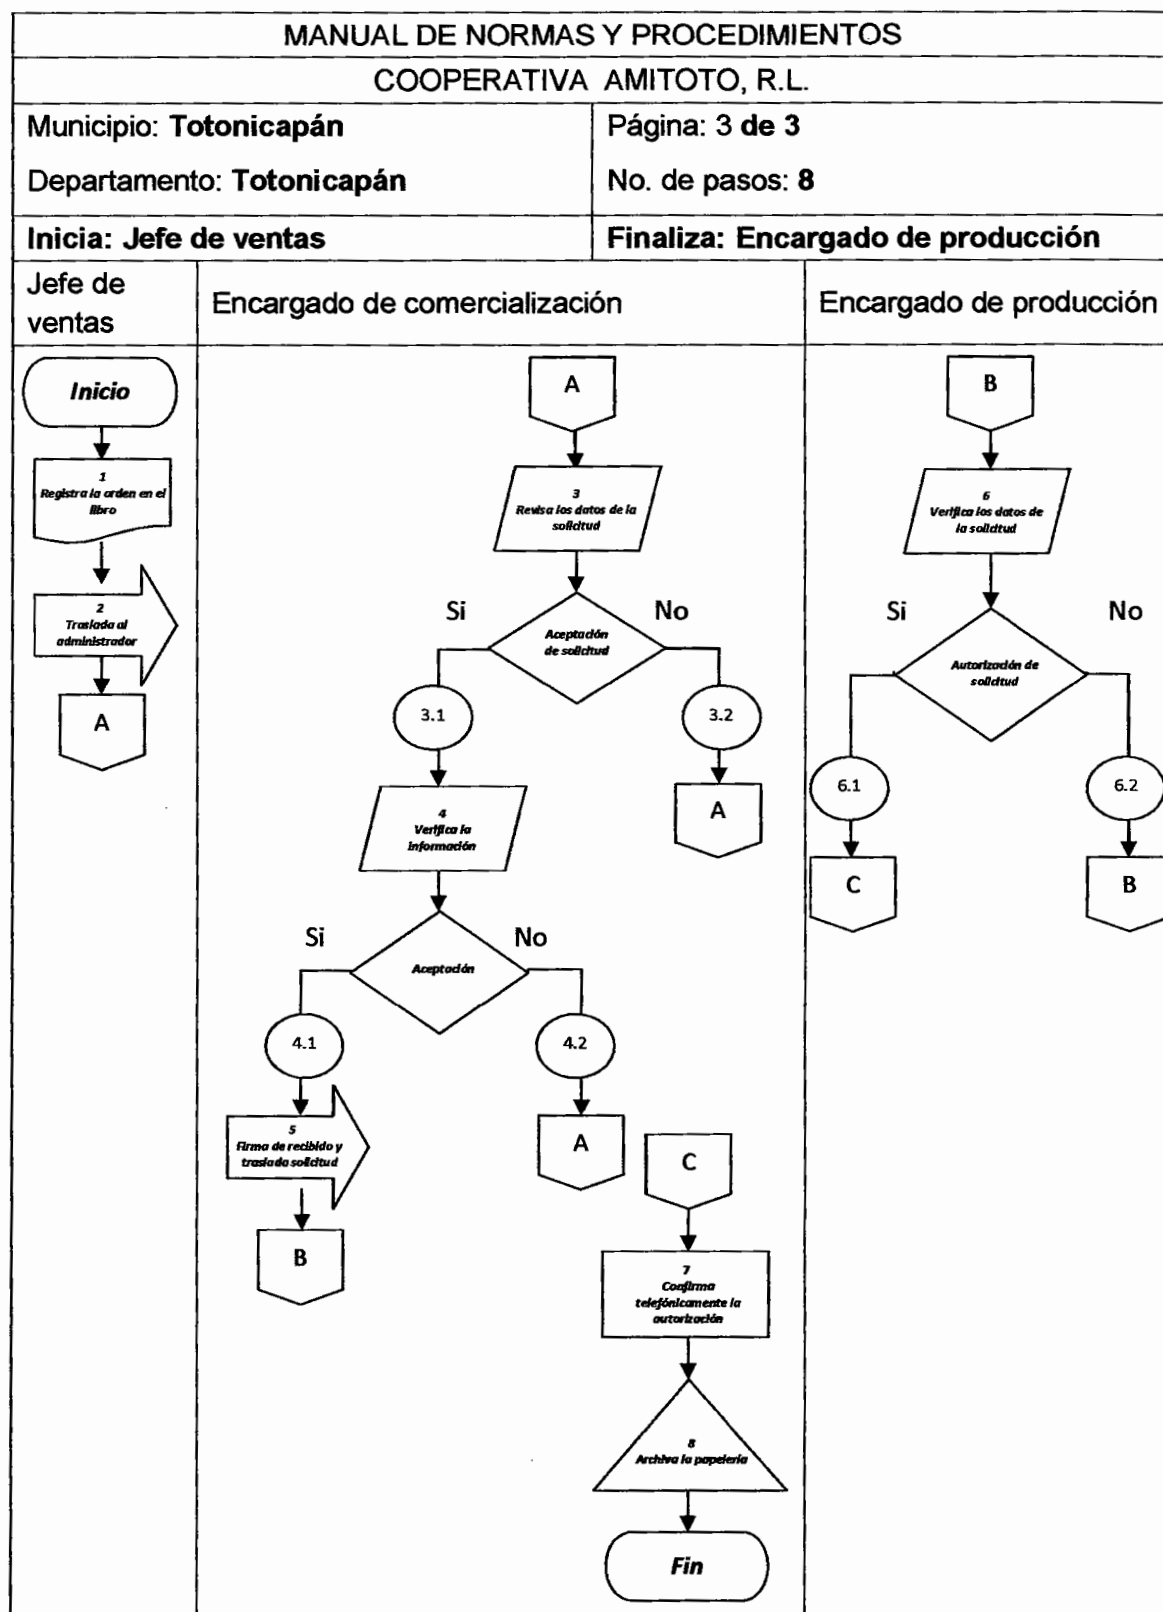 MANUAL DE NORMAS Y PROCEDIMIENTOS
COOPERATIVA AMITOTO, R.L.
Municipio: Totonicapán
Página: 3 de 3
Departamento: Totonicapán
No. de pasos: 8
Inicia: Jefe de ventas
Finaliza: Encargado de producción
Jefe de
ventas
Encargado de comercialización
Encargado de producción
Inicio
1
Registra la orden en el
libro
2
Traslada al
administrador
A
A
3
Revisa los datos de la
solicitud
Si
No
Aceptación
de solicitud
3.1
3.2
A
4
Verifica la
información
Si
No
Aceptación
4.1
4.2
5
Firma de recibido y
traslada solicitud
A
B
C
7
Confirma
telefónicamente la
autorización
8
Archiva la papelería
Fin
B
6
Verifica los datos de
la solicitud
Si
No
Autorización de
solicitud
6.1
6.2
C
B